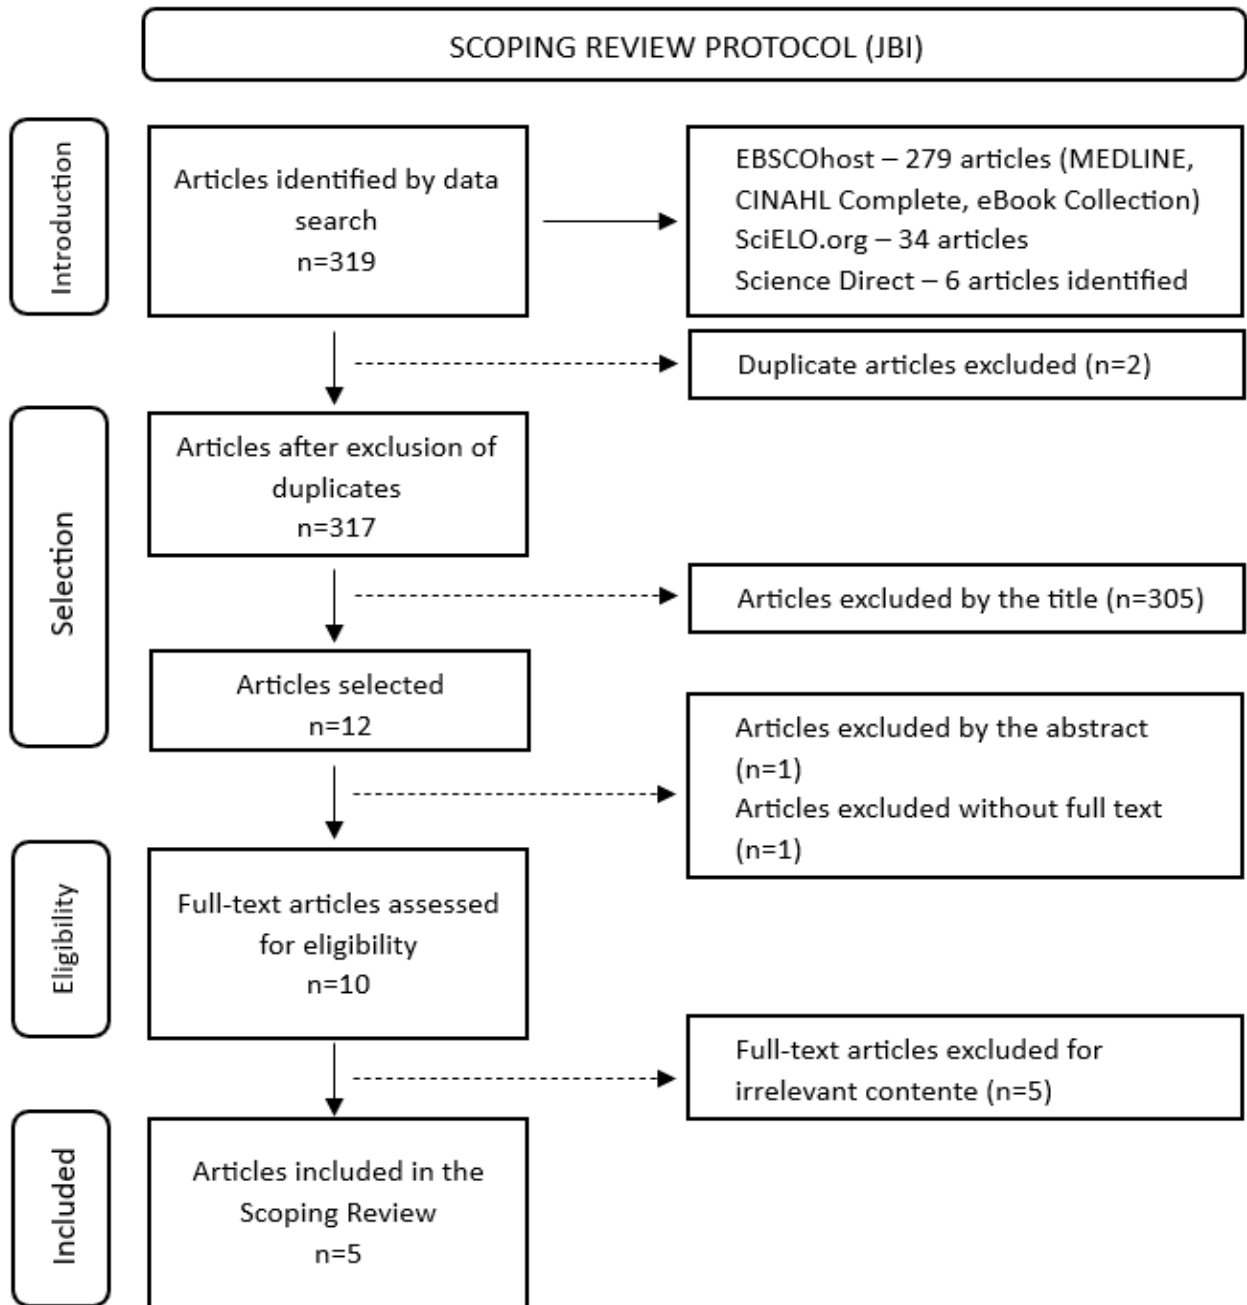 SCOPING REVIEW PROTOCOL (JBI)
Introduction
Articles identified by data
search
n=319
EBSCOhost – 279 articles (MEDLINE,
CINAHL Complete, eBook Collection)
SciELO.org – 34 articles
Science Direct – 6 articles identified
Duplicate articles excluded (n=2)
Selection
Articles after exclusion of
duplicates
n=317
Articles excluded by the title (n=305)
Articles selected
n=12
Articles excluded by the abstract
(n=1)
Articles excluded without full text
(n=1)
Eligibility
Full-text articles assessed
for eligibility
n=10
Full-text articles excluded for
irrelevant contente (n=5)
Included
Articles included in the
Scoping Review
n=5